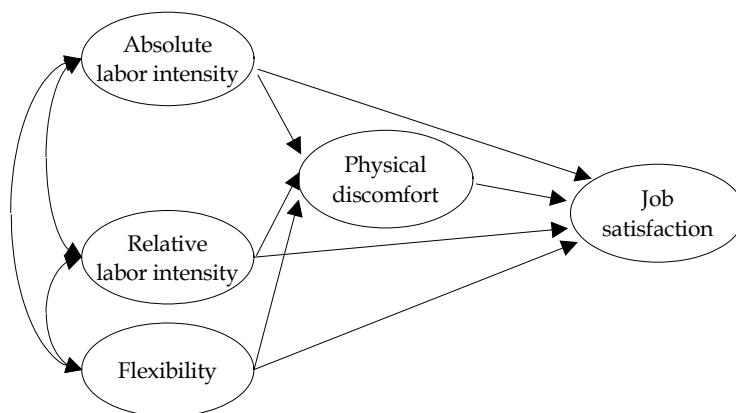 Absolute
labor intensity
Physical
discomfort
Job
satisfaction
Relative
labor intensity
Flexibility